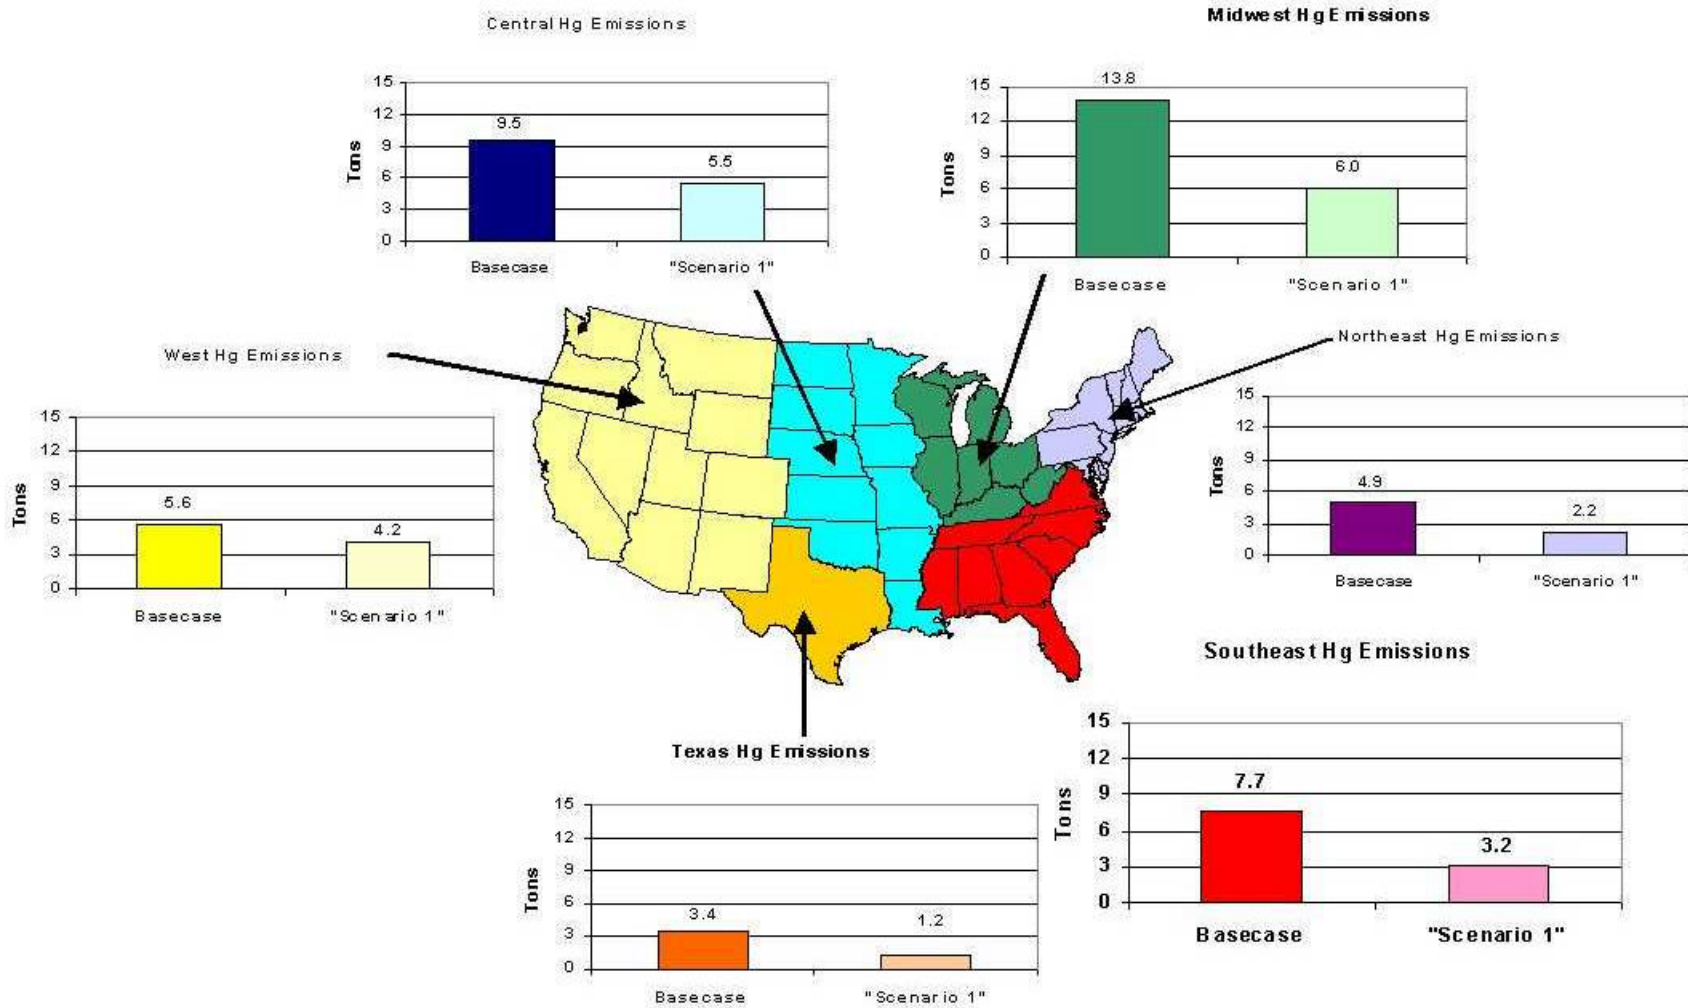 Central Hg Emissions
15
12
9
6
3
0
Tons
9.5
5.5
Basecase
"Scenario 1"
Midwest Hg Emissions
15
12
9
6
3
0
Tons
13.8
6.0
Basecase
"Scenario 1"
West Hg Emissions
15
12
9
6
3
0
Tons
5.6
4.2
Basecase
"Scenario 1"
Northeast Hg Emissions
15
12
9
6
3
0
Tons
4.9
2.2
Basecase
"Scenario 1"
Texas Hg Emissions
15
12
9
6
3
0
Tons
3.4
1.2
Basecase
"Scenario 1"
Southeast Hg Emissions
15
12
9
6
3
0
Tons
7.7
3.2
Basecase
"Scenario 1"